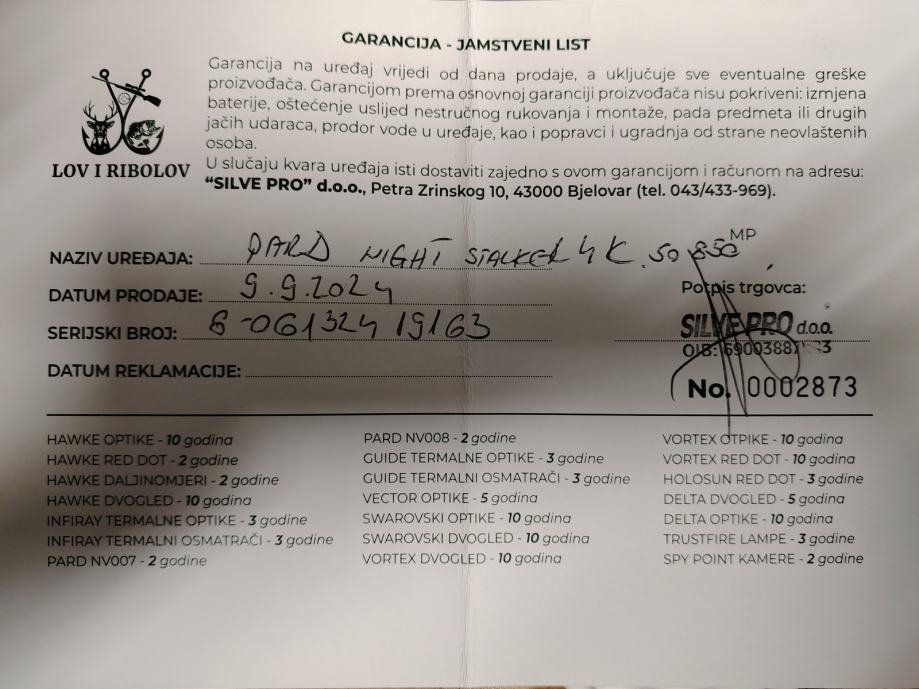 GARANCIJA - JAMSTVENI LIST
Garancija na uređaj vrijedi od dana prodaje, a uključuje sve eventualne greške
proizvođača. Garancijom prema osnovnoj garanciji proizvođača nisu pokriveni: izmjena
baterije, oštećenje uslijed nestručnog rukovanja i montaže, pada predmeta ili drugih
jačih udaraca, prodor vode u uređaje, kao i popravci i ugradnja od strane neovlaštenih
osoba.
U slučaju kvara uređaja isti dostaviti zajedno s ovom garancijom i računom na adresu:
"SILVE PRO" d.o.o., Petra Zrinskog 10, 43000 Bjelovar (tel. 043/433-969).
LOV I RIBOLOV
NAZIV UREĐAJA: PARD NIGHT STALKER 4K 50 850
MP
DATUM PRODAJE: 9.9.2024
Potpis trgovca:
SERIJSKI BROJ: 6-061324 19163
SILVE PRO d.o.o.
OIB:
DATUM REKLAMACIJE:
No. 0002873
HAWKE OPTIKE - 10 godina
HAWKE RED DOT - 2 godine
HAWKE DALJINOMJERI - 2 godine
HAWKE DVOGLED - 10 godina
INFIRAY TERMALNE OPTIKE - 3 godine
INFIRAY TERMALNI OSMATRAČI - 3 godine
PARD NV007 - 2 godine
PARD NV008 - 2 godine
GUIDE TERMALNE OPTIKE - 3 godine
GUIDE TERMALNI OSMATRAČI - 3 godine
VECTOR OPTIKE - 5 godina
SWAROVSKI OPTIKE - 10 godina
SWAROVSKI DVOGLED - 10 godina
VORTEX DVOGLED - 10 godina
VORTEX OTPIKE - 10 godina
VORTEX RED DOT - 10 godina
HOLOSUN RED DOT - 3 godine
DELTA DVOGLED - 5 godina
DELTA OPTIKE - 10 godina
TRUSTFIRE LAMPE - 3 godine
SPY POINT KAMERE - 2 godine